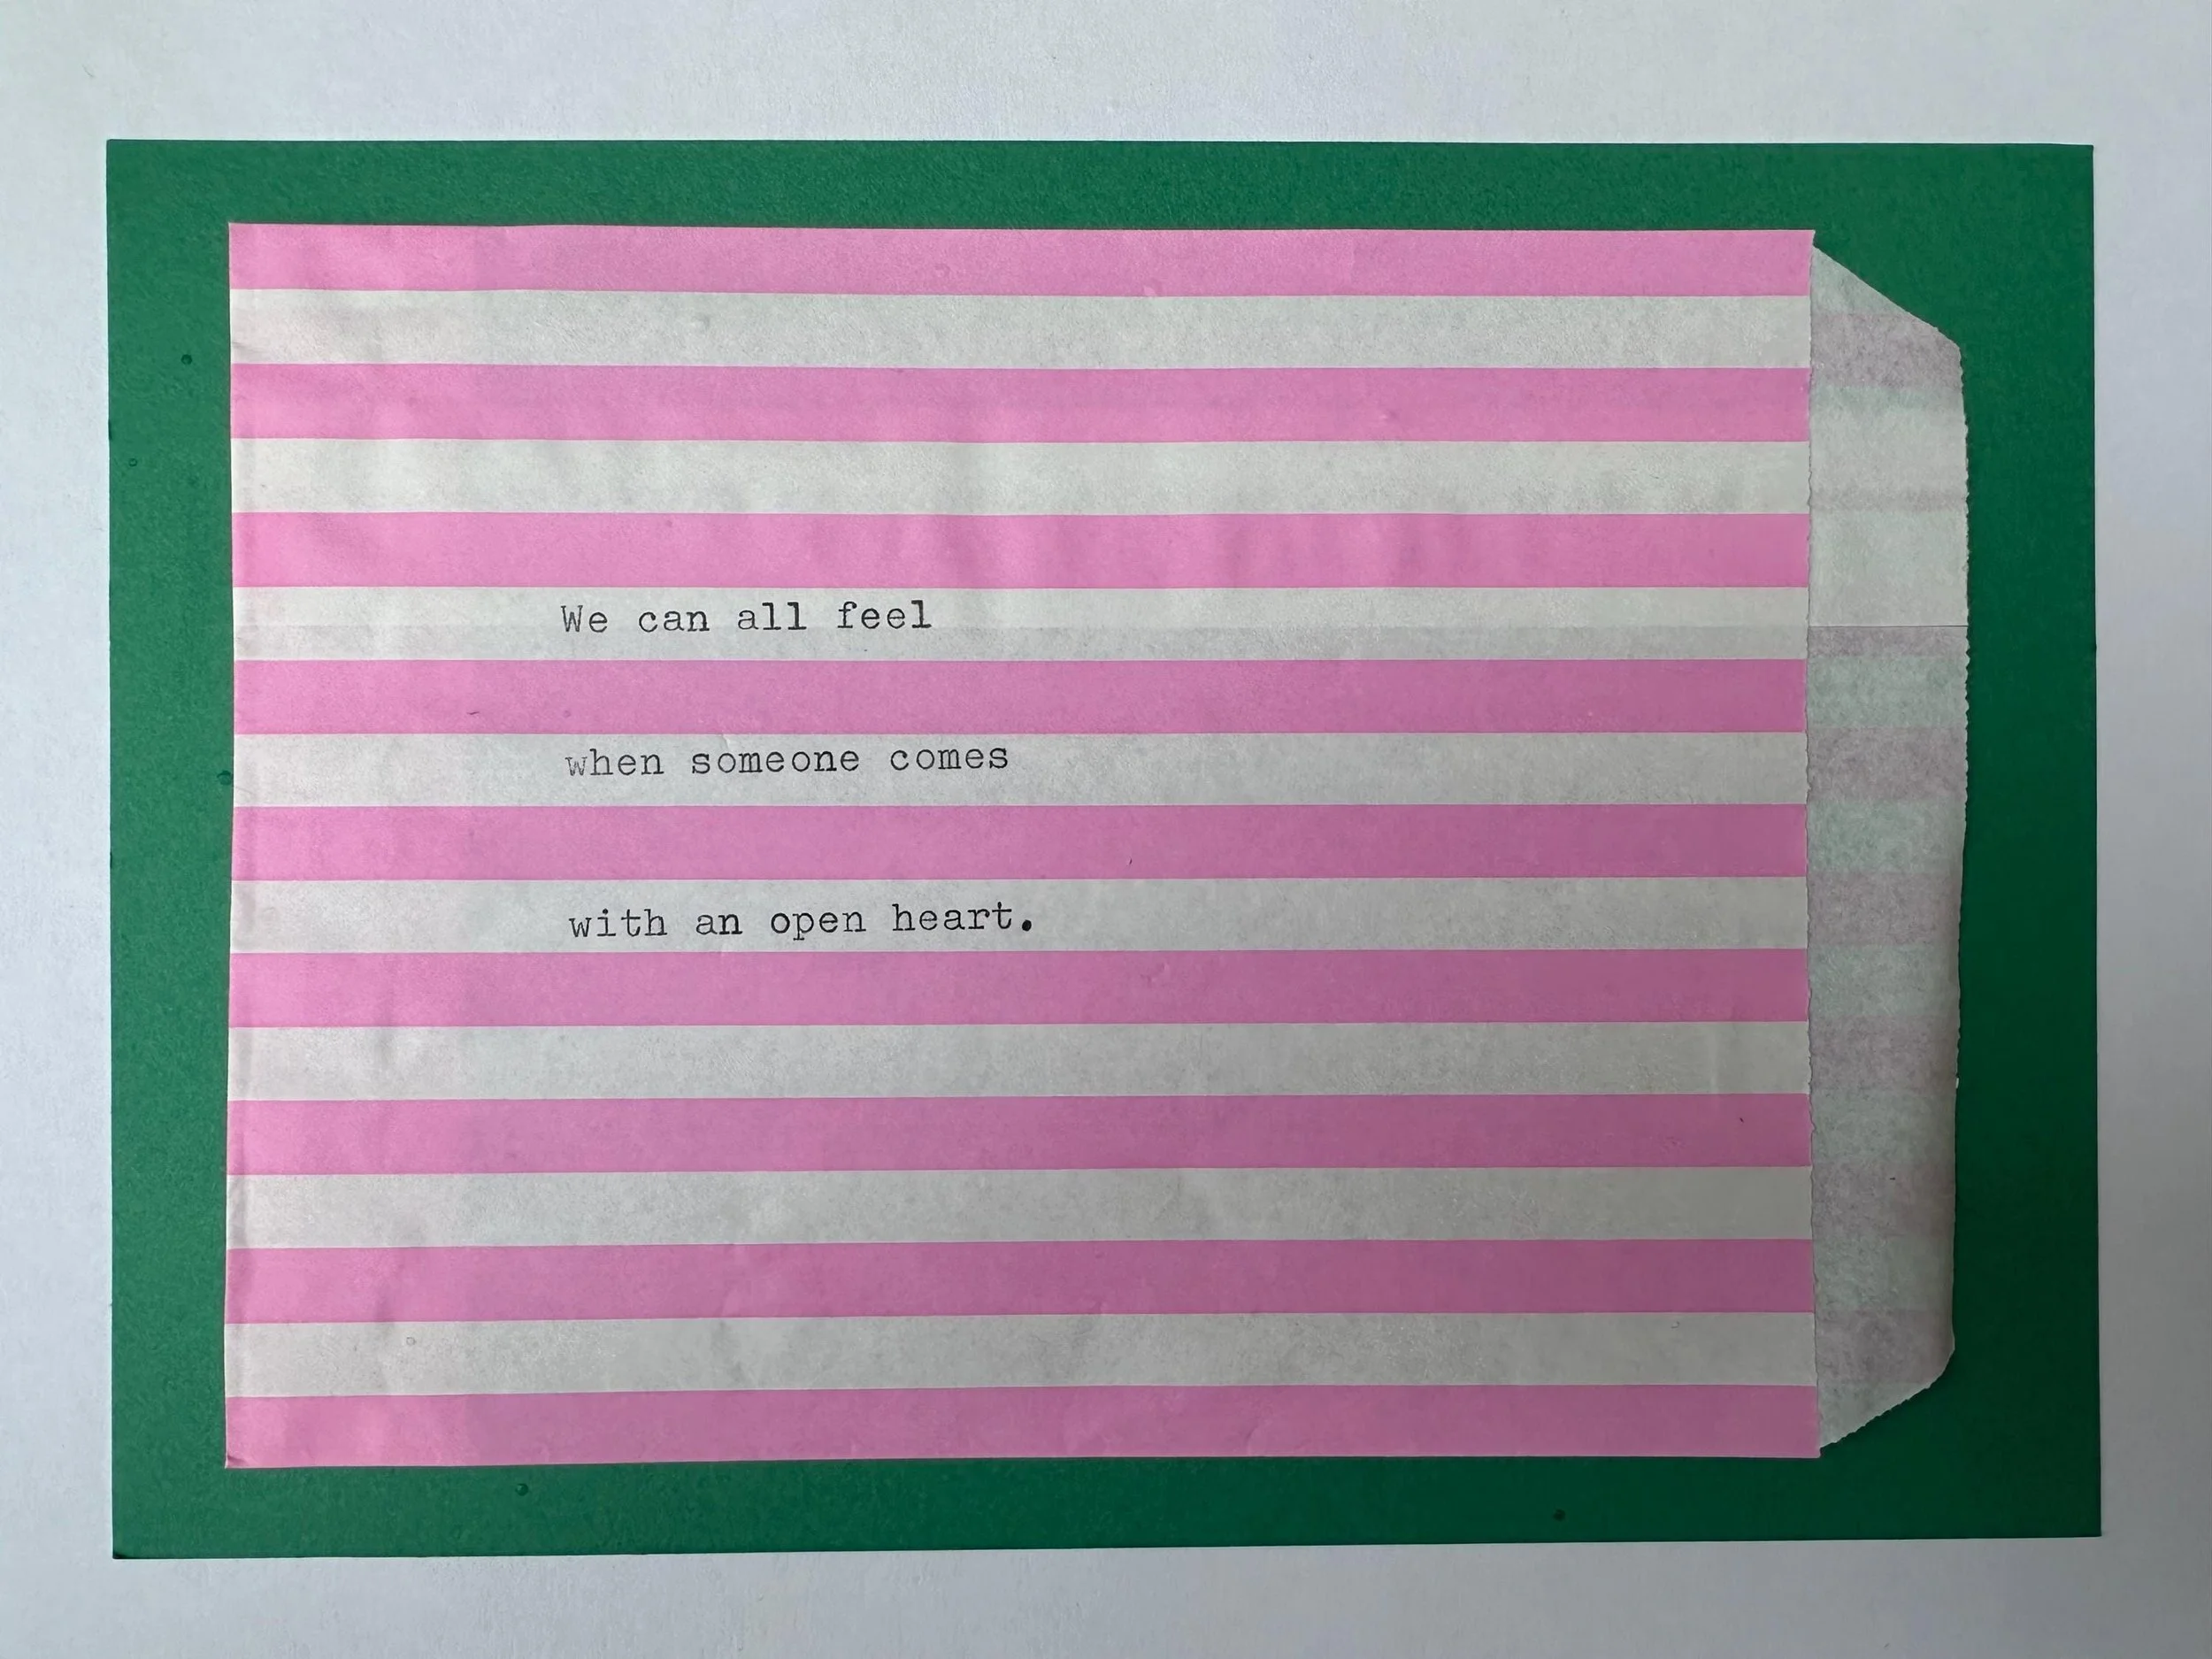 We can all feel
when someone comes
with an open heart.